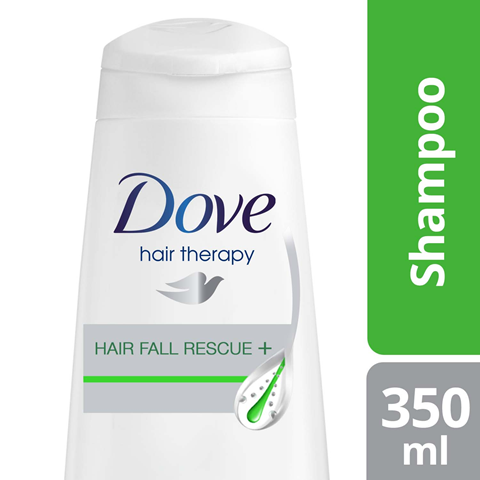 Dove
hair therapy
HAIR FALL RESCUE +
Shampoo
350
ml